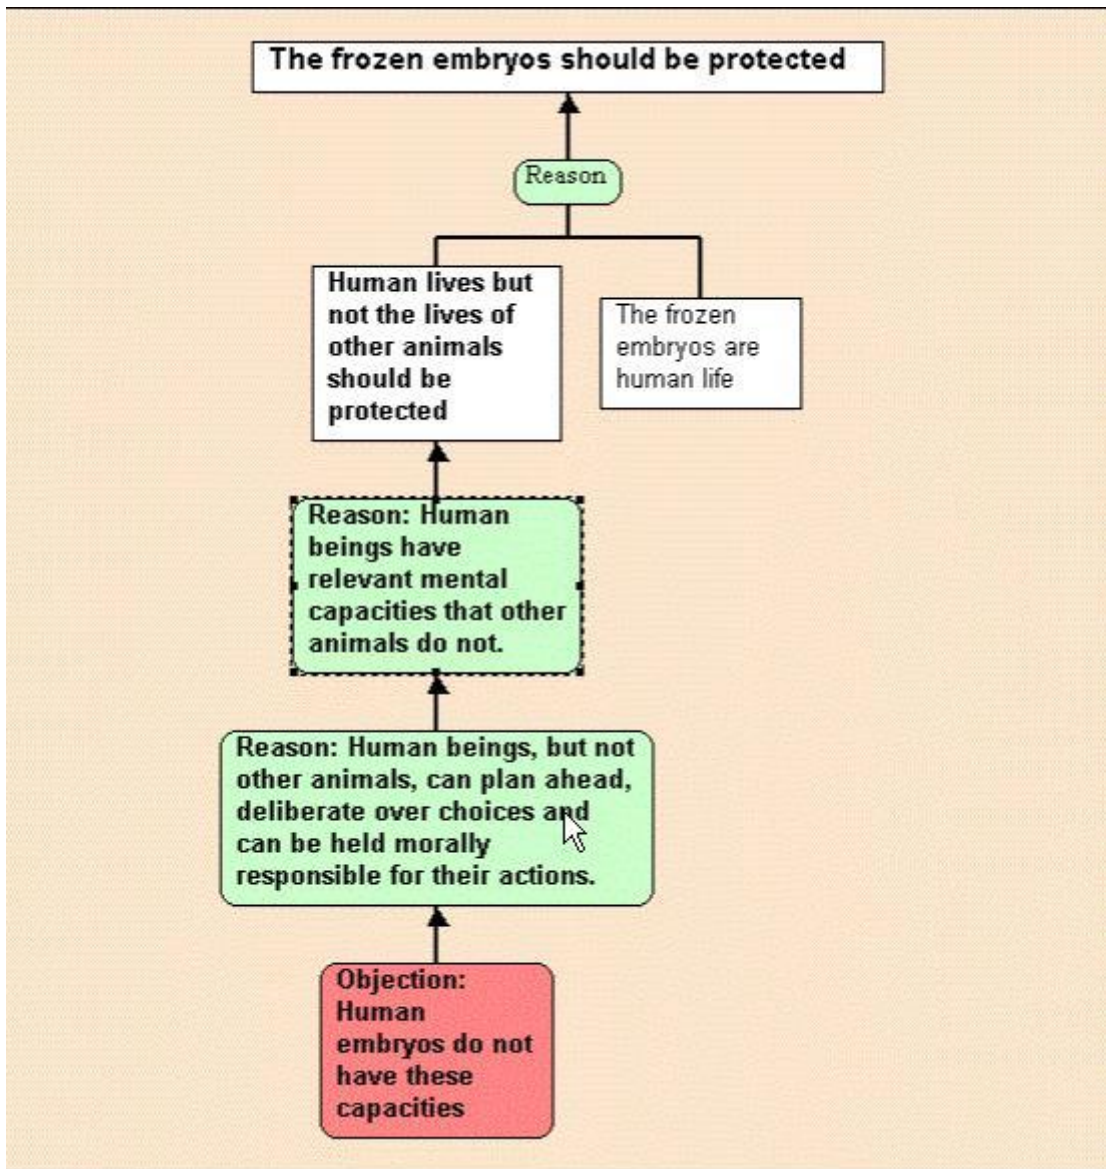 The frozen embryos should be protected
Reason
Human lives but
not the lives of
other animals
should be
protected
The frozen
embryos are
human life
Reason: Human
beings have
relevant mental
capacities that other
animals do not.
Reason: Human beings, but not
other animals, can plan ahead,
deliberate over choices and
can be held morally
responsible for their actions.
Objection:
Human
embryos do not
have these
capacities